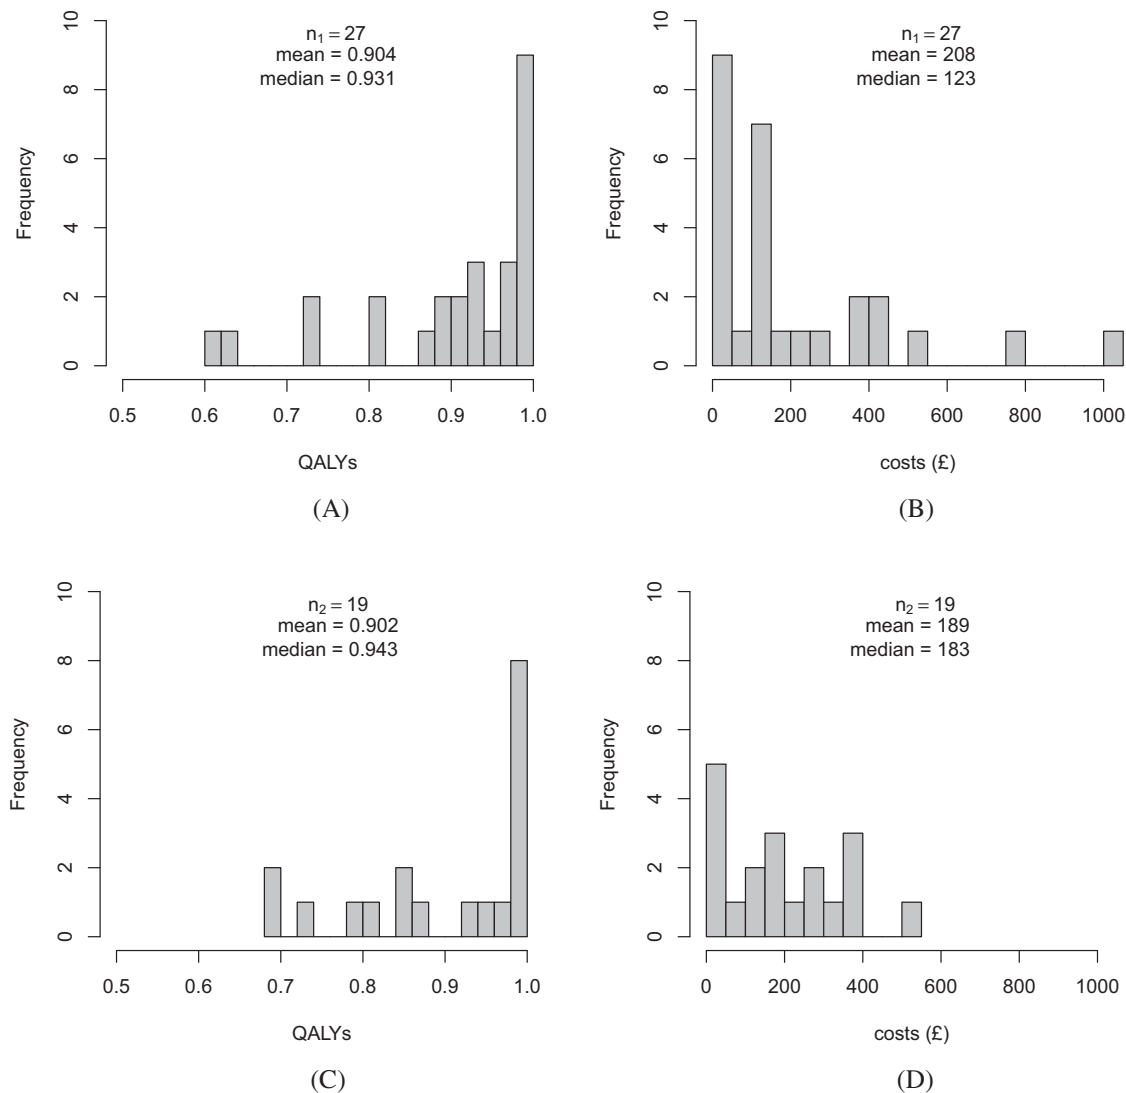 n1 = 27
mean = 0.904
median = 0.931
Frequency
0 2 4 6 8 10
0.5 0.6 0.7 0.8 0.9 1.0
QALYs
(A)
n1 = 27
mean = 208
median = 123
Frequency
0 2 4 6 8 10
0 200 400 600 800 1000
costs (£)
(B)
n2 = 19
mean = 0.902
median = 0.943
Frequency
0 2 4 6 8 10
0.5 0.6 0.7 0.8 0.9 1.0
QALYs
(C)
n2 = 19
mean = 189
median = 183
Frequency
0 2 4 6 8 10
0 200 400 600 800 1000
costs (£)
(D)